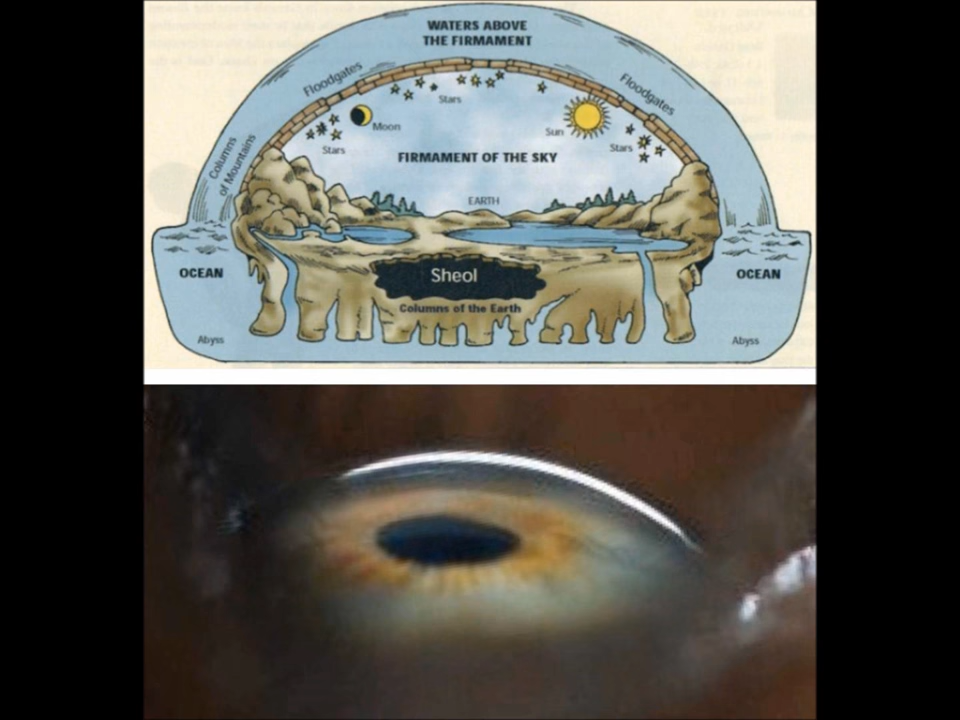 WATERS ABOVE
THE FIRMAMENT
Floodgates
Floodgates
Stars
Moon
Sun
Stars
Stars
Columns
of Mountains
FIRMAMENT OF THE SKY
EARTH
OCEAN
Sheol
OCEAN
Columns of the Earth
Abyss
Abyss